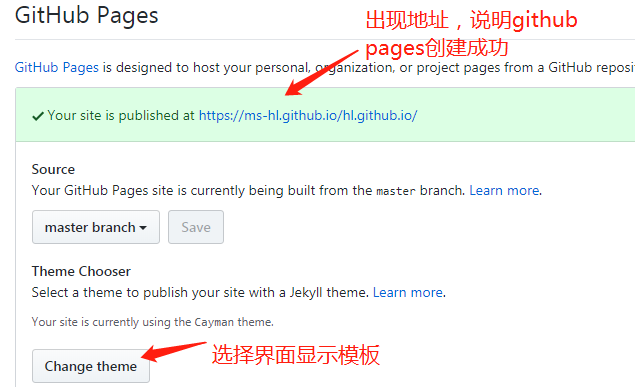 GitHub Pages
出现地址，说明github
pages创建成功
GitHub Pages is designed to host your personal, organization, or project pages from a GitHub reposi
Your site is published at https://ms-hl.github.io/hl.github.io/
Source
Your GitHub Pages site is currently being built from the master branch. Learn more.
master branch
Save
Theme Chooser
Select a theme to publish your site with a Jekyll theme. Learn more.
Your site is currently using the Cayman theme.
Change theme
选择界面显示模板